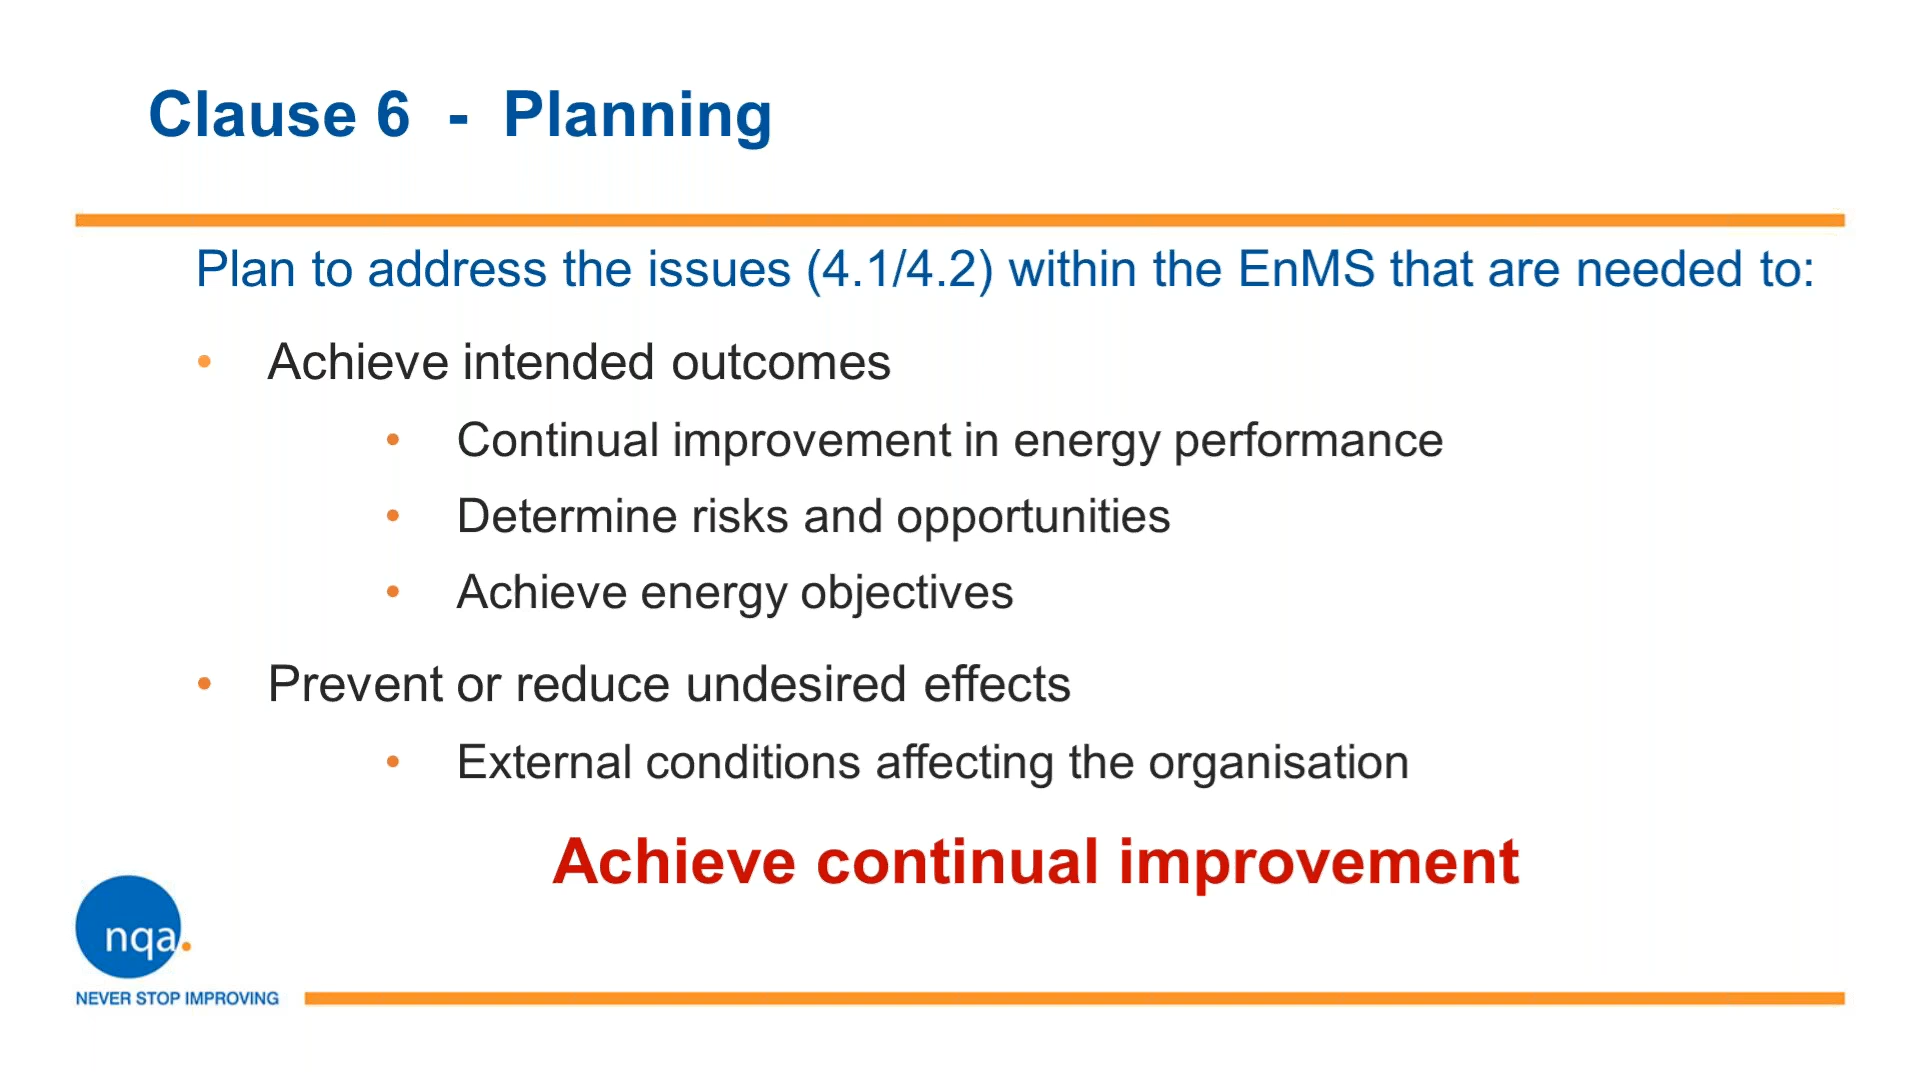 Clause 6 - Planning
Plan to address the issues (4.1/4.2) within the EnMS that are needed to:
• Achieve intended outcomes
• Continual improvement in energy performance
• Determine risks and opportunities
• Achieve energy objectives
• Prevent or reduce undesired effects
• External conditions affecting the organisation
Achieve continual improvement
nqa.
NEVER STOP IMPROVING